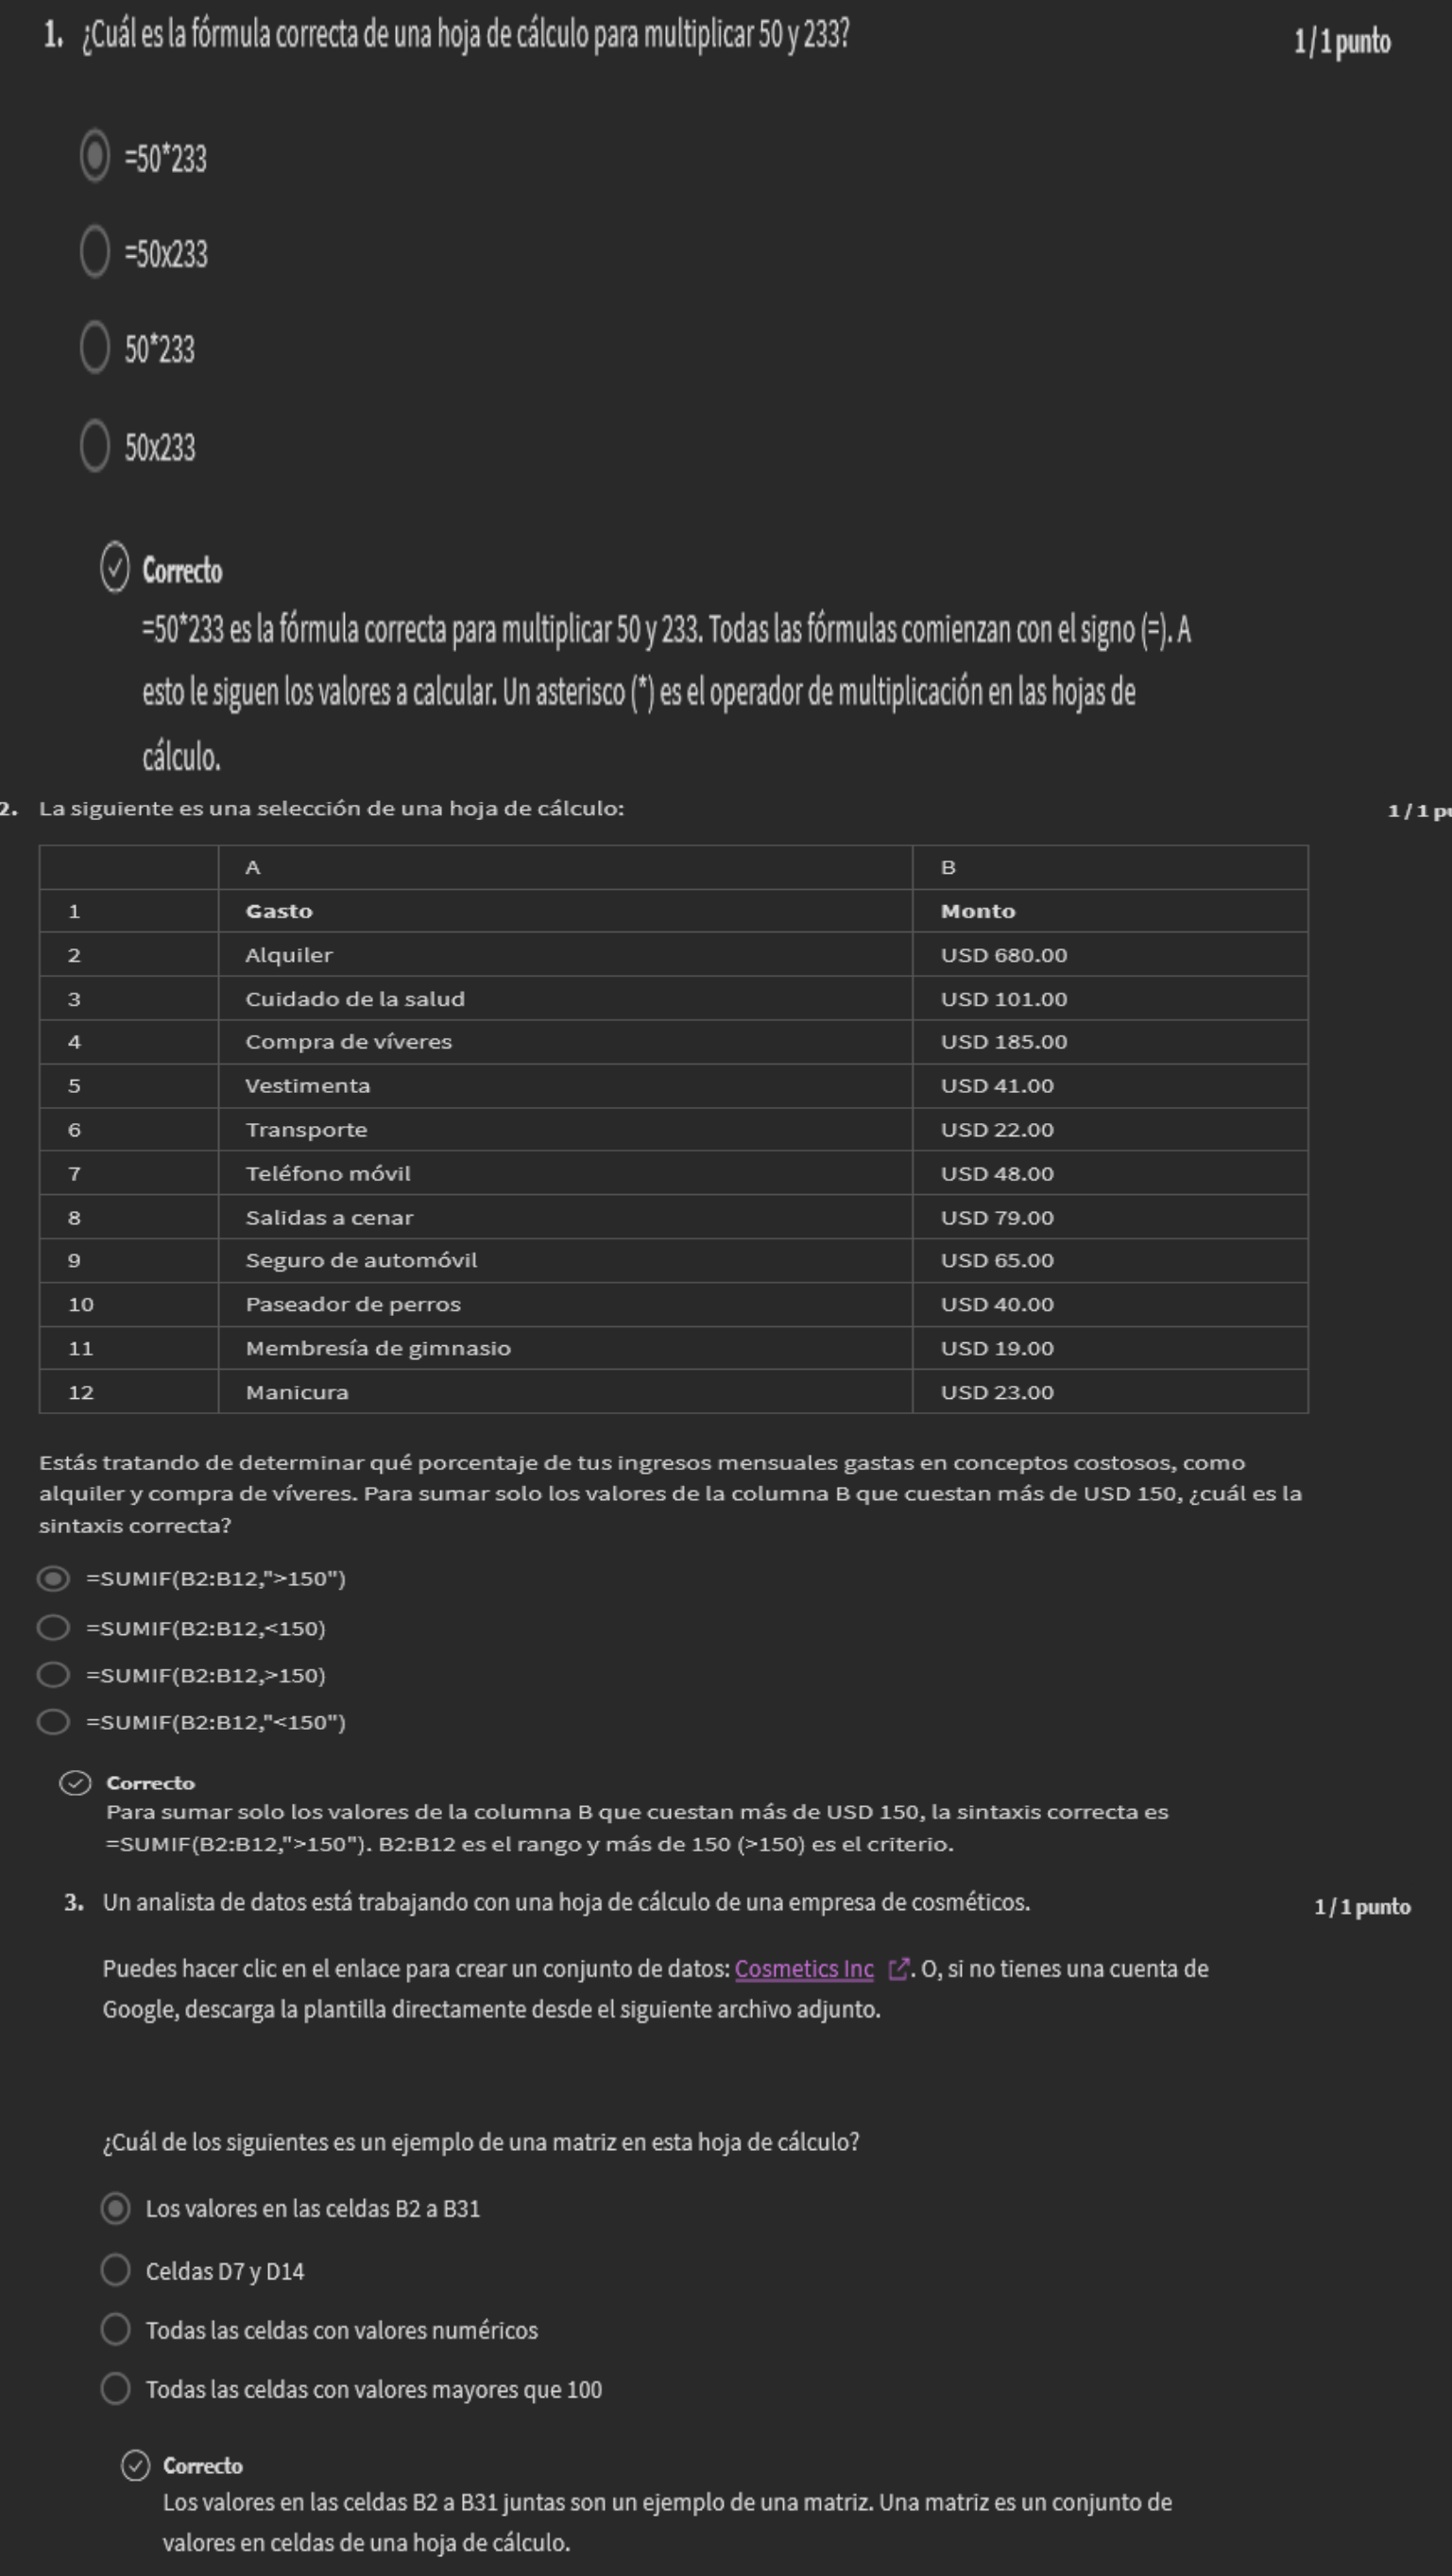 1. ¿Cuál es la fórmula correcta de una hoja de cálculo para multiplicar 50 y 233?
1 / 1 punto
=50*233
=50x233
50*233
50x233
Correcto
=50*233 es la fórmula correcta para multiplicar 50 y 233. Todas las fórmulas comienzan con el signo (=). A
esto le siguen los valores a calcular. Un asterisco (*) es el operador de multiplicación en las hojas de
cálculo.
2. La siguiente es una selección de una hoja de cálculo:
1 / 1 p
A B
1 Gasto Monto
2 Alquiler USD 680.00
3 Cuidado de la salud USD 101.00
4 Compra de víveres USD 185.00
5 Vestimenta USD 41.00
6 Transporte USD 22.00
7 Teléfono móvil USD 48.00
8 Salidas a cenar USD 79.00
9 Seguro de automóvil USD 65.00
10 Paseador de perros USD 40.00
11 Membresía de gimnasio USD 19.00
12 Manicura USD 23.00
Estás tratando de determinar qué porcentaje de tus ingresos mensuales gastas en conceptos costosos, como
alquiler y compra de víveres. Para sumar solo los valores de la columna B que cuestan más de USD 150, ¿cuál es la
sintaxis correcta?
=SUMIF(B2:B12,">150")
=SUMIF(B2:B12,<150)
=SUMIF(B2:B12,>150)
=SUMIF(B2:B12,"<150")
Correcto
Para sumar solo los valores de la columna B que cuestan más de USD 150, la sintaxis correcta es
=SUMIF(B2:B12,">150"). B2:B12 es el rango y más de 150 (>150) es el criterio.
3. Un analista de datos está trabajando con una hoja de cálculo de una empresa de cosméticos.
1 / 1 punto
Puedes hacer clic en el enlace para crear un conjunto de datos: Cosmetics Inc . O, si no tienes una cuenta de
Google, descarga la plantilla directamente desde el siguiente archivo adjunto.
¿Cuál de los siguientes es un ejemplo de una matriz en esta hoja de cálculo?
Los valores en las celdas B2 a B31
Celdas D7 y D14
Todas las celdas con valores numéricos
Todas las celdas con valores mayores que 100
Correcto
Los valores en las celdas B2 a B31 juntas son un ejemplo de una matriz. Una matriz es un conjunto de
valores en celdas de una hoja de cálculo.